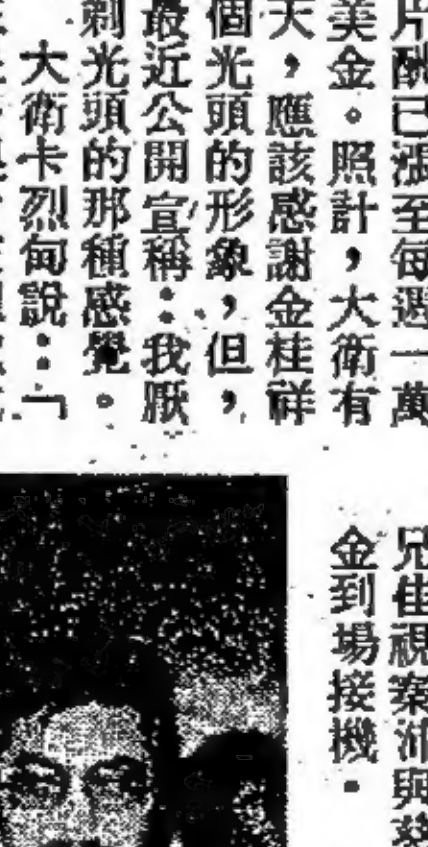 片酬已漲至每週一萬
美金。照計，大衛有
天，應該感謝金桂祥
個光頭的形象，但，
最近公開宣稱：我厭
剃光頭的那種感覺。
大衛卡烈甸說：「
金到場接機。